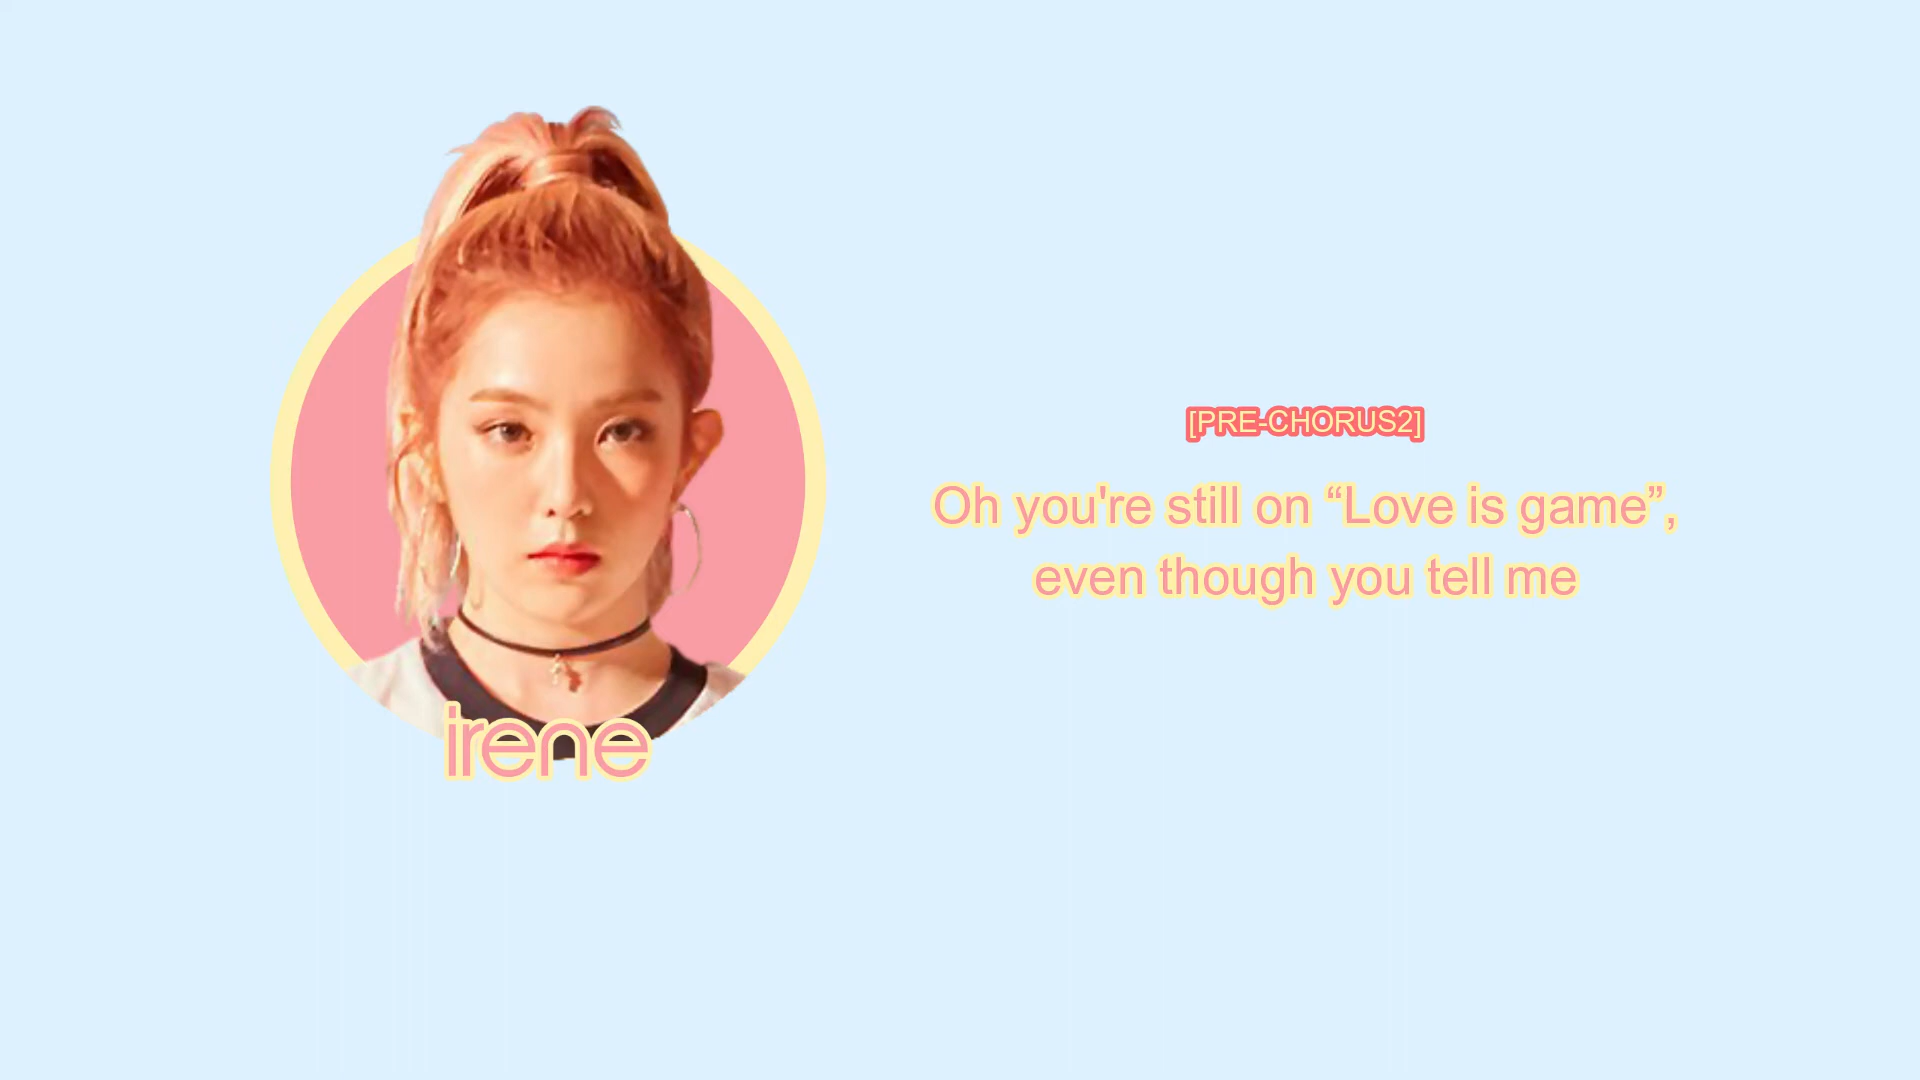 irene
[PRE-CHORUS2]
Oh you're still on “Love is game”,
even though you tell me